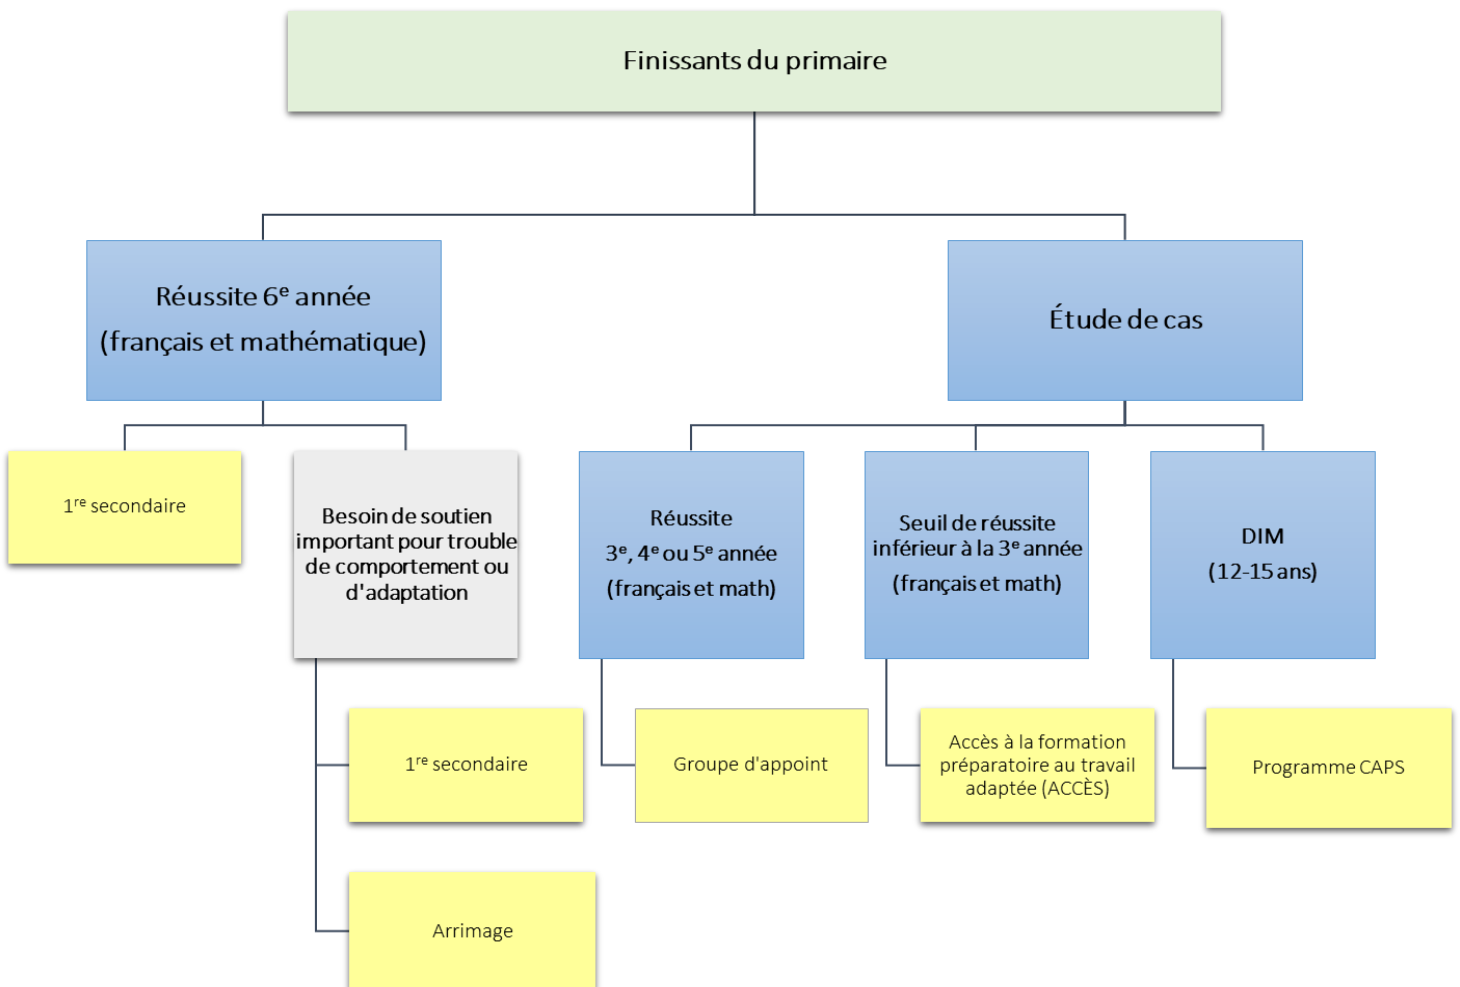 Finissants du primaire
Réussite 6e année
(français et mathématique)
Étude de cas
1re secondaire
Besoin de soutien
important pour trouble
de comportement ou
d'adaptation
Réussite
3e, 4e ou 5e année
(français et math)
Seuil de réussite
inférieur à la 3e année
(français et math)
DIM
(12-15 ans)
1re secondaire
Groupe d'appoint
Accès à la formation
préparatoire au travail
adaptée (ACCÈS)
Programme CAPS
Arrimage